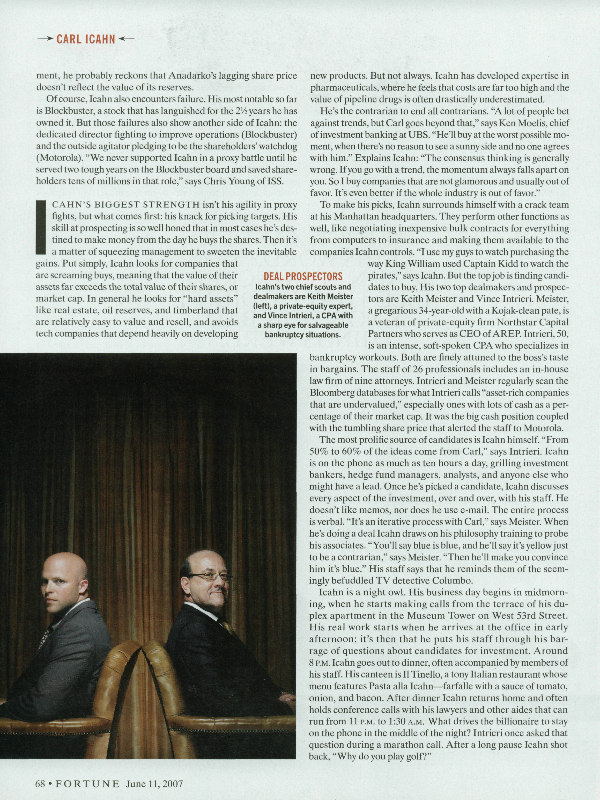 CARL ICAHN
ment, he probably reckons that Anadarko's lagging share price
doesn't reflect the value of its reserves.
Of course, Icahn also encounters failure. His most notable so far
is Blockbuster, a stock that has languished for the 2½ years he has
owned it. But those failures also show another side of Icahn: the
dedicated director fighting to improve operations (Blockbuster)
and the outside agitator pledging to be the shareholders' watchdog
(Motorola). "We never supported Icahn in a proxy battle until he
served two tough years on the Blockbuster board and saved share-
holders tens of millions in that role," says Chris Young of ISS.
ICAHN'S BIGGEST STRENGTH isn't his agility in proxy
fights, but what comes first: his knack for picking targets. His
skill at prospecting is so well honed that in most cases he's des-
tined to make money from the day he buys the shares. Then it's
a matter of squeezing management to sweeten the inevitable
gains. Put simply, Icahn looks for companies that
are screaming buys, meaning that the value of their
assets far exceeds the total value of their shares, or
market cap. In general he looks for "hard assets"
like real estate, oil reserves, and timberland that
are relatively easy to value and resell, and avoids
tech companies that depend heavily on developing
DEAL PROSPECTORS
Icahn's two chief scouts and
dealmakers are Keith Meister
(left), a private-equity expert,
and Vince Intrieri, a CPA with
a sharp eye for salvageable
bankruptcy situations.
new products. But not always. Icahn has developed expertise in
pharmaceuticals, where he feels that costs are far too high and the
value of pipeline drugs is often drastically underestimated.
He's the contrarian to end all contrarians. "A lot of people bet
against trends, but Carl goes beyond that," says Ken Moelis, chief
of investment banking at UBS. "He'll buy at the worst possible mo-
ment, when there's no reason to see a sunny side and no one agrees
with him." Explains Icahn: "The consensus thinking is generally
wrong. If you go with a trend, the momentum always falls apart on
you. So I buy companies that are not glamorous and usually out of
favor. It's even better if the whole industry is out of favor."
To make his picks, Icahn surrounds himself with a crack team
at his Manhattan headquarters. They perform other functions as
well, like negotiating inexpensive bulk contracts for everything
from computers to insurance and making them available to the
companies Icahn controls. "I use my guys to watch purchasing the
way King William used Captain Kidd to watch the
pirates," says Icahn. But the top job is finding candi-
dates to buy. His two top dealmakers and prospec-
tors are Keith Meister and Vince Intrieri. Meister,
a gregarious 34-year-old with a Kojak-clean pate, is
a veteran of private-equity firm Northstar Capital
Partners who serves as CEO of AREP. Intrieri, 50,
is an intense, soft-spoken CPA who specializes in
bankruptcy workouts. Both are finely attuned to the boss's taste
in bargains. The staff of 26 professionals includes an in-house
law firm of nine attorneys. Intrieri and Meister regularly scan the
Bloomberg databases for what Intrieri calls "asset-rich companies
that are undervalued," especially ones with lots of cash as a per-
centage of their market cap. It was the big cash position coupled
with the tumbling share price that alerted the staff to Motorola.
The most prolific source of candidates is Icahn himself. "From
50% to 60% of the ideas come from Carl," says Intrieri. Icahn
is on the phone as much as ten hours a day, grilling investment
bankers, hedge fund managers, analysts, and anyone else who
might have a lead. Once he's picked a candidate, Icahn discusses
every aspect of the investment, over and over, with his staff. He
doesn't like memos, nor does he use e-mail. The entire process
is verbal. "It's an iterative process with Carl," says Meister. When
he's doing a deal Icahn draws on his philosophy training to probe
his associates. "You'll say blue is blue, and he'll say it's yellow just
to be a contrarian," says Meister. "Then he'll make you convince
him it's blue." His staff says that he reminds them of the seem-
ingly befuddled TV detective Columbo.
Icahn is a night owl. His business day begins in midmorn-
ing, when he starts making calls from the terrace of his du-
plex apartment in the Museum Tower on West 53rd Street.
His real work starts when he arrives at the office in early
afternoon; it's then that he puts his staff through his bar-
rage of questions about candidates for investment. Around
8 P.M. Icahn goes out to dinner, often accompanied by members of
his staff. His canteen is Il Tinello, a tony Italian restaurant whose
menu features Pasta alla Icahn—farfalle with a sauce of tomato,
onion, and bacon. After dinner Icahn returns home and often
holds conference calls with his lawyers and other aides that can
run from 11 P.M. to 1:30 A.M. What drives the billionaire to stay
on the phone in the middle of the night? Intrieri once asked that
question during a marathon call. After a long pause Icahn shot
back, "Why do you play golf?"
68 • FORTUNE June 11, 2007